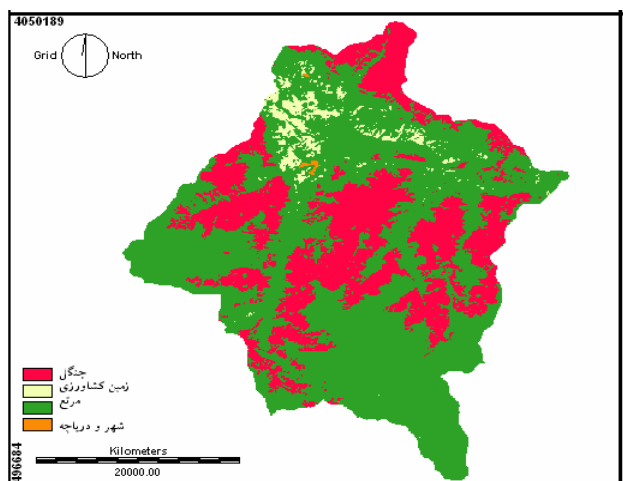 4050189
Grid North
جنگل
زمین کشاورزی
مرتع
شهر و دریاچه
Kilometers
20000.00
496684